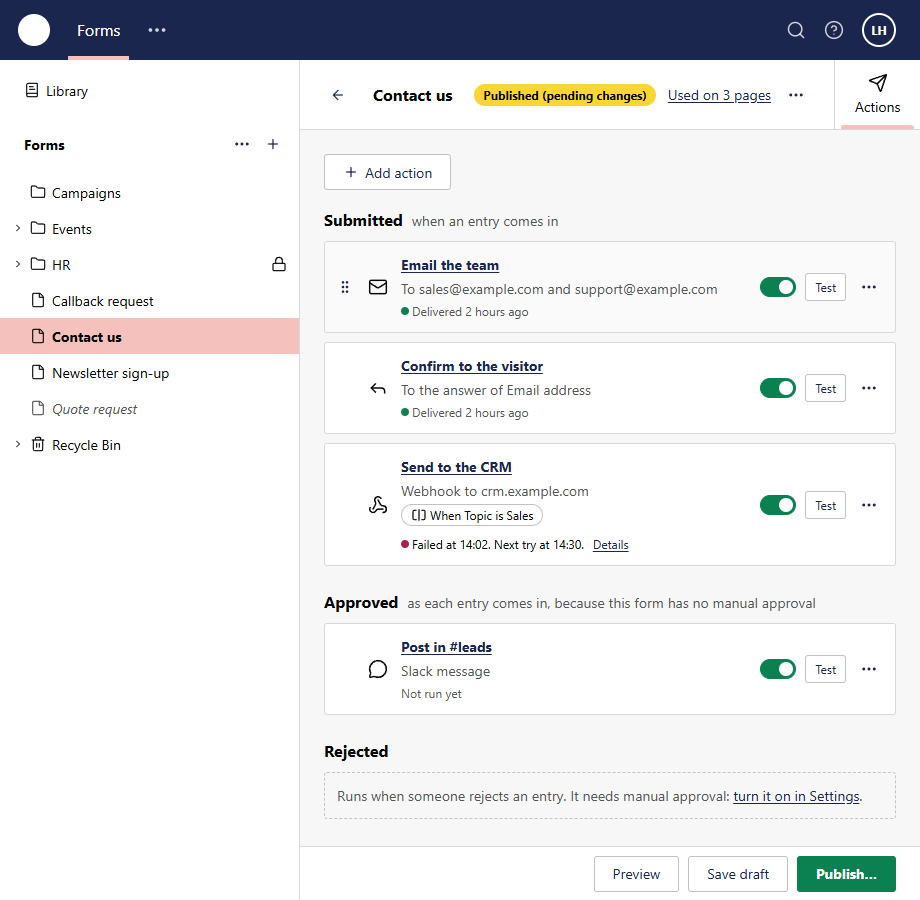 Forms
LH
Library
Forms
Campaigns
Events
HR
Callback request
Contact us
Newsletter sign-up
Quote request
Recycle Bin
Contact us
Published (pending changes)
Used on 3 pages
Actions
Add action
Submitted when an entry comes in
Email the team
To sales@example.com and support@example.com
Delivered 2 hours ago
Test
Confirm to the visitor
To the answer of Email address
Delivered 2 hours ago
Test
Send to the CRM
Webhook to crm.example.com
When Topic is Sales
Failed at 14:02. Next try at 14:30. Details
Test
Approved as each entry comes in, because this form has no manual approval
Post in #leads
Slack message
Not run yet
Test
Rejected
Runs when someone rejects an entry. It needs manual approval: turn it on in Settings.
Preview
Save draft
Publish...